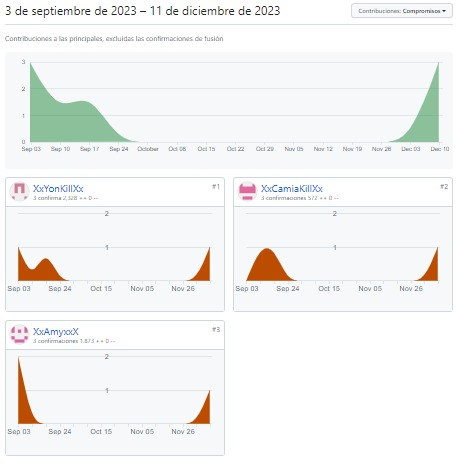 3 de septiembre de 2023 – 11 de diciembre de 2023
Contribuciones: Compromisos
Contribuciones a las principales, excluidas las confirmaciones de fusión
3
2
1
0
Sep 03 Sep 10 Sep 17 Sep 24 October Oct 08 Oct 15 Oct 22 Oct 29 Nov 05 Nov 12 Nov 19 Nov 26 Dec 03 Dec 10
XxYonKillXx #1
3 confirma 2,328 ++ 0 --
2
1
Sep 03 Sep 24 Oct 15 Nov 05 Nov 26
XxCamiaKillXx #2
3 confirmaciones 572 ++ 0 --
2
1
Sep 03 Sep 24 Oct 15 Nov 05 Nov 26
XxAmyxxX #3
3 confirmaciones 1.873 ++ 0 --
2
1
Sep 03 Sep 24 Oct 15 Nov 05 Nov 26